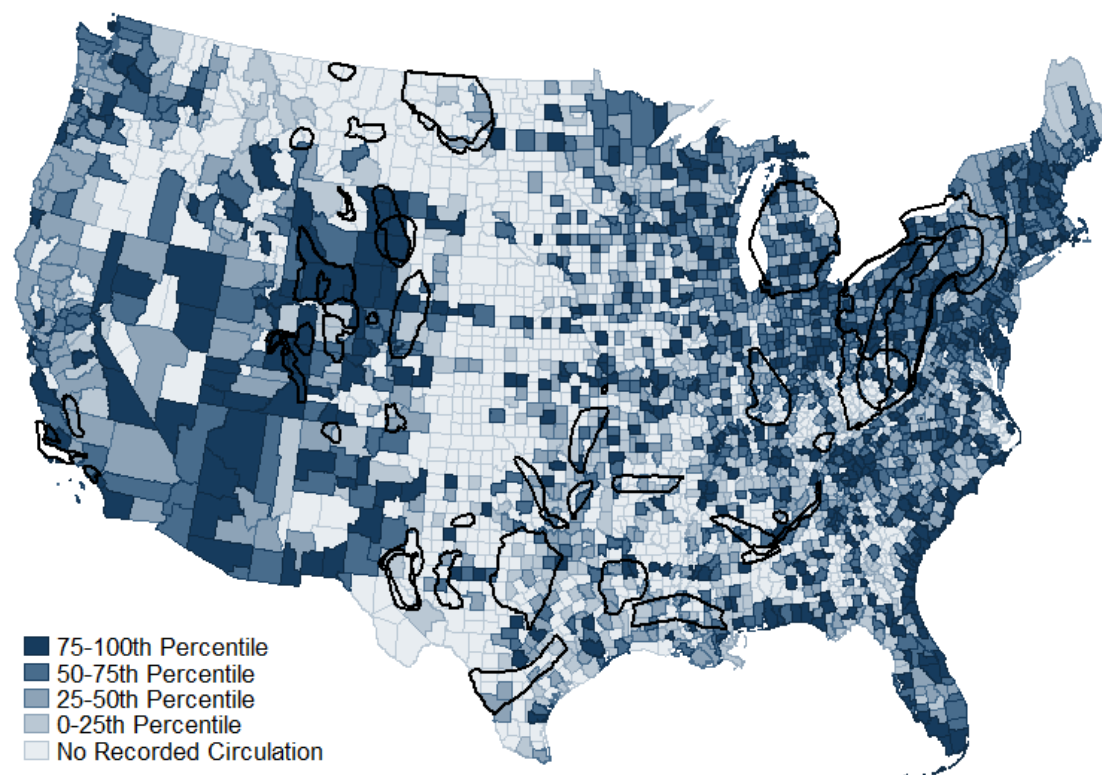 75-100th Percentile
50-75th Percentile
25-50th Percentile
0-25th Percentile
No Recorded Circulation